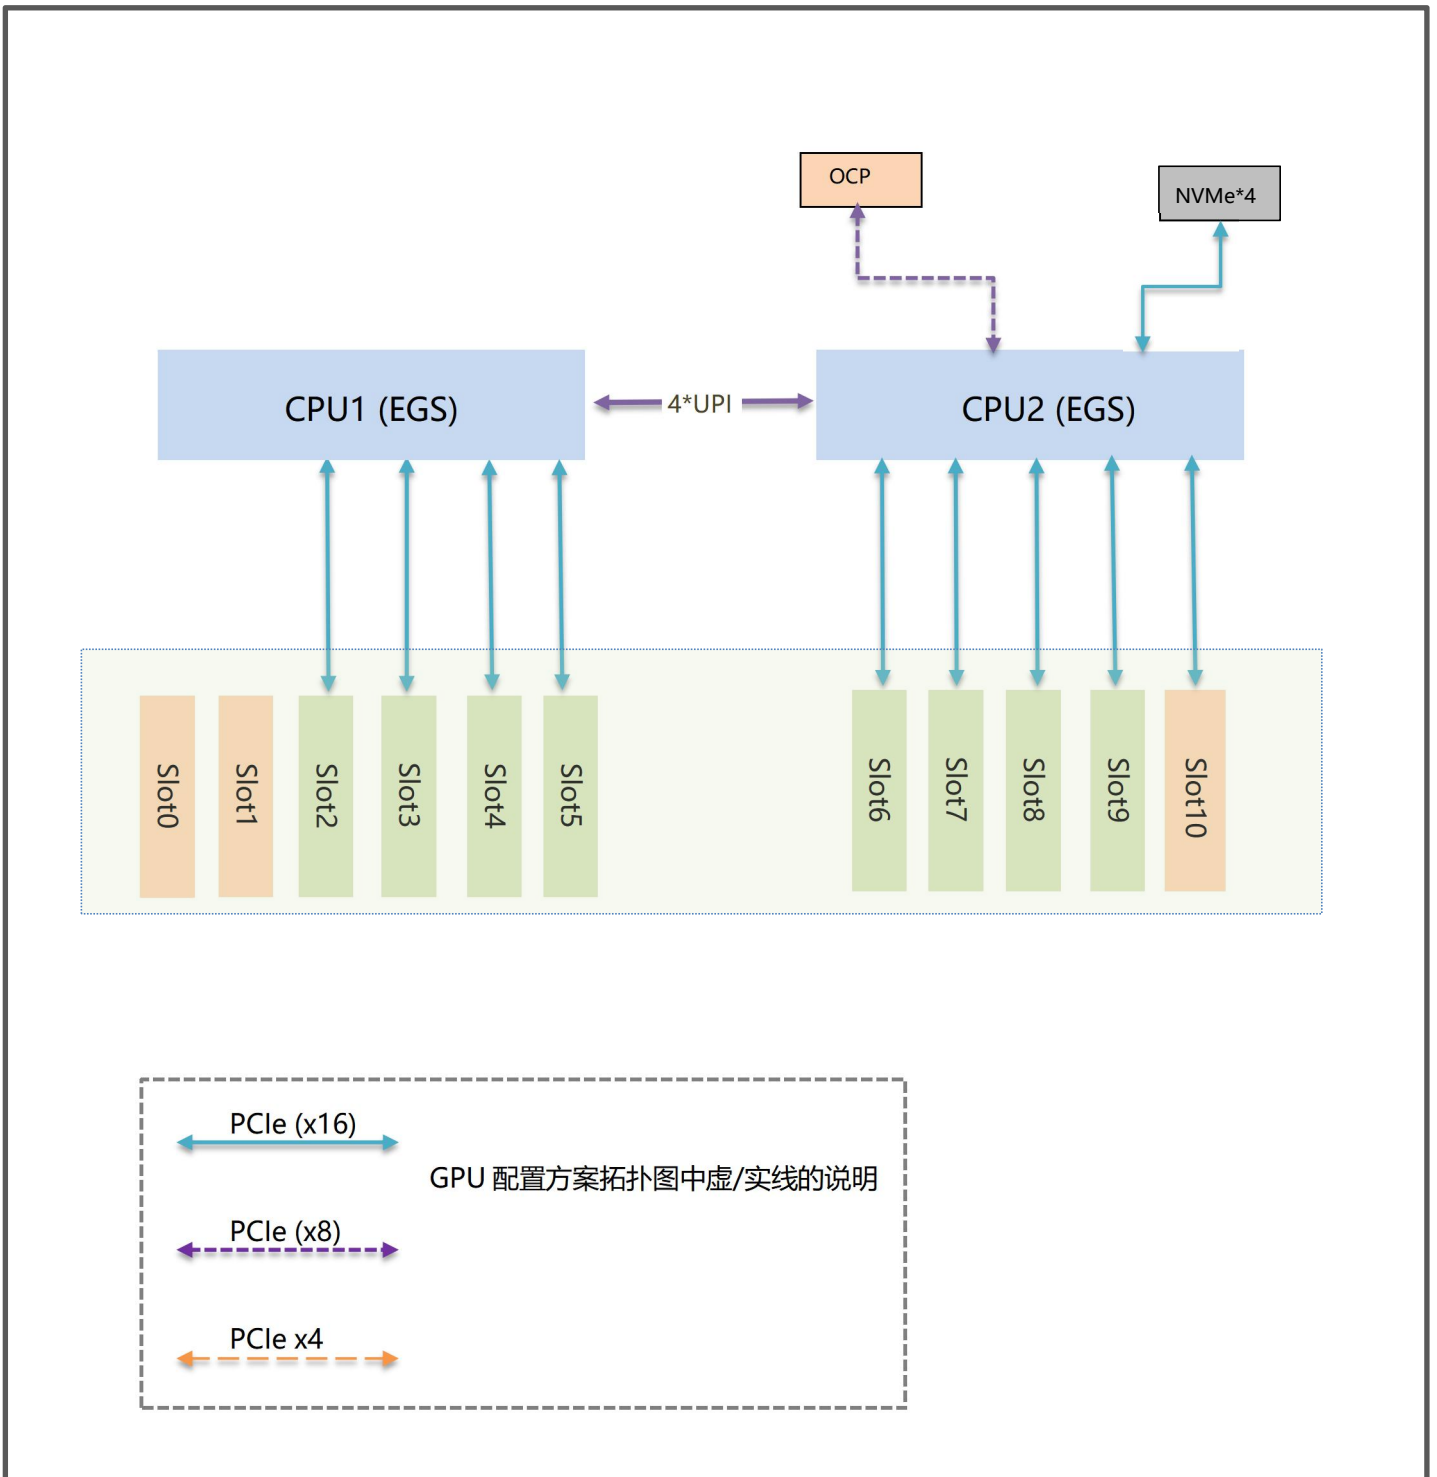 OCP
NVMe*4
CPU1 (EGS)
4*UPI
CPU2 (EGS)
Slot0
Slot1
Slot2
Slot3
Slot4
Slot5
Slot6
Slot7
Slot8
Slot9
Slot10
PCIe (x16)
GPU 配置方案拓扑图中虚/实线的说明
PCIe (x8)
PCIe x4